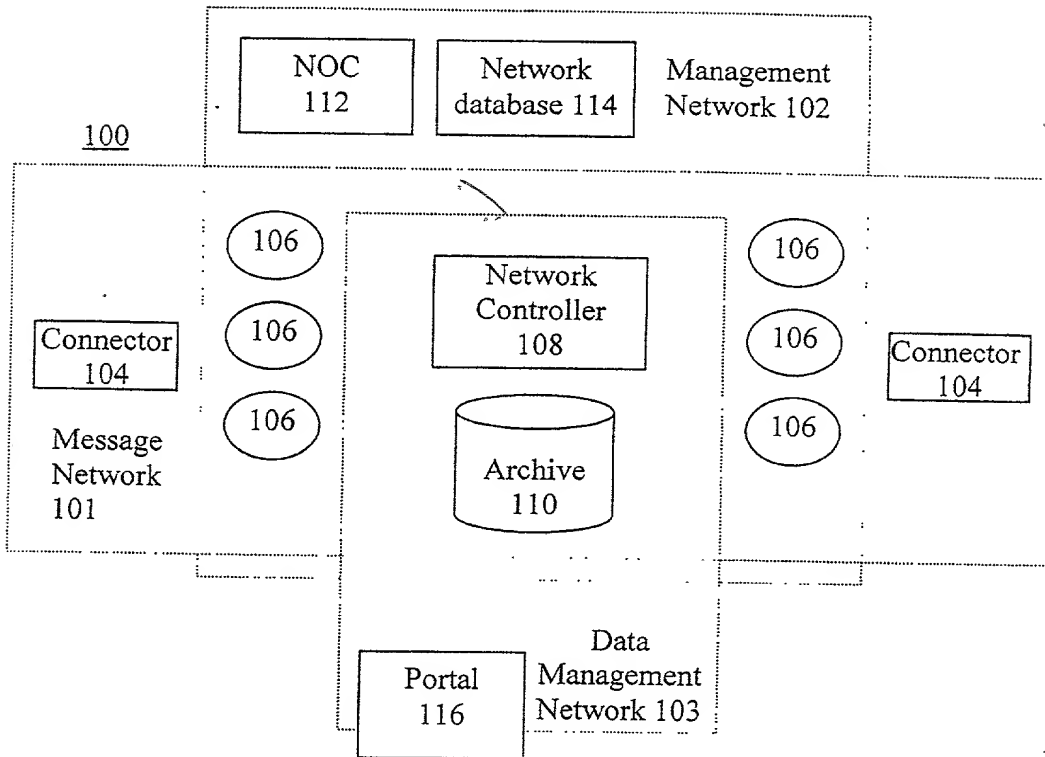 NOC
112
Network
database 114
Management
Network 102
100
106
106
106
Connector
104
Message
Network
101
Network
Controller
108
Archive
110
106
106
106
Connector
104
Portal
116
Data
Management
Network 103